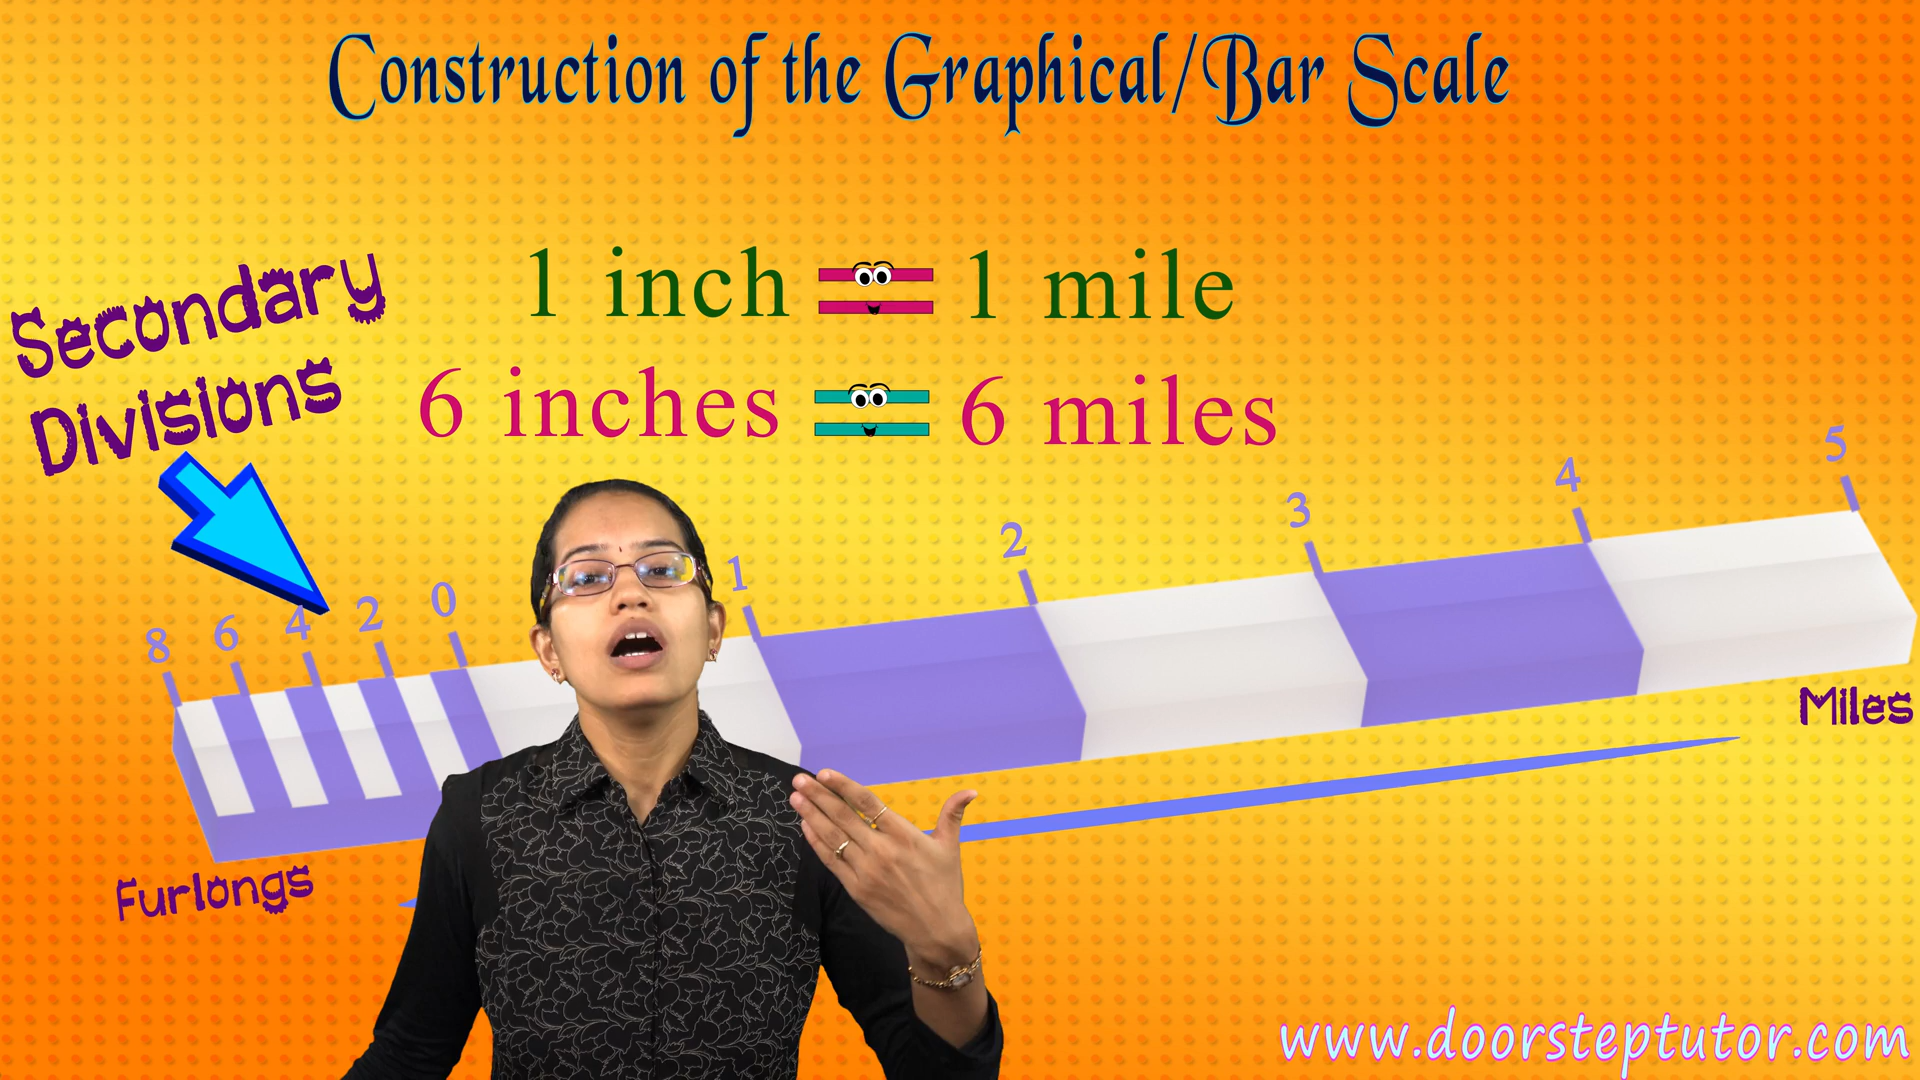 Construction of the Graphical/Bar Scale
Secondary
Divisions
1 inch = 1 mile
6 inches = 6 miles
8 6 4 2 0 1 2 3 4 5
Miles
Furlongs
www.doorsteptutor.com